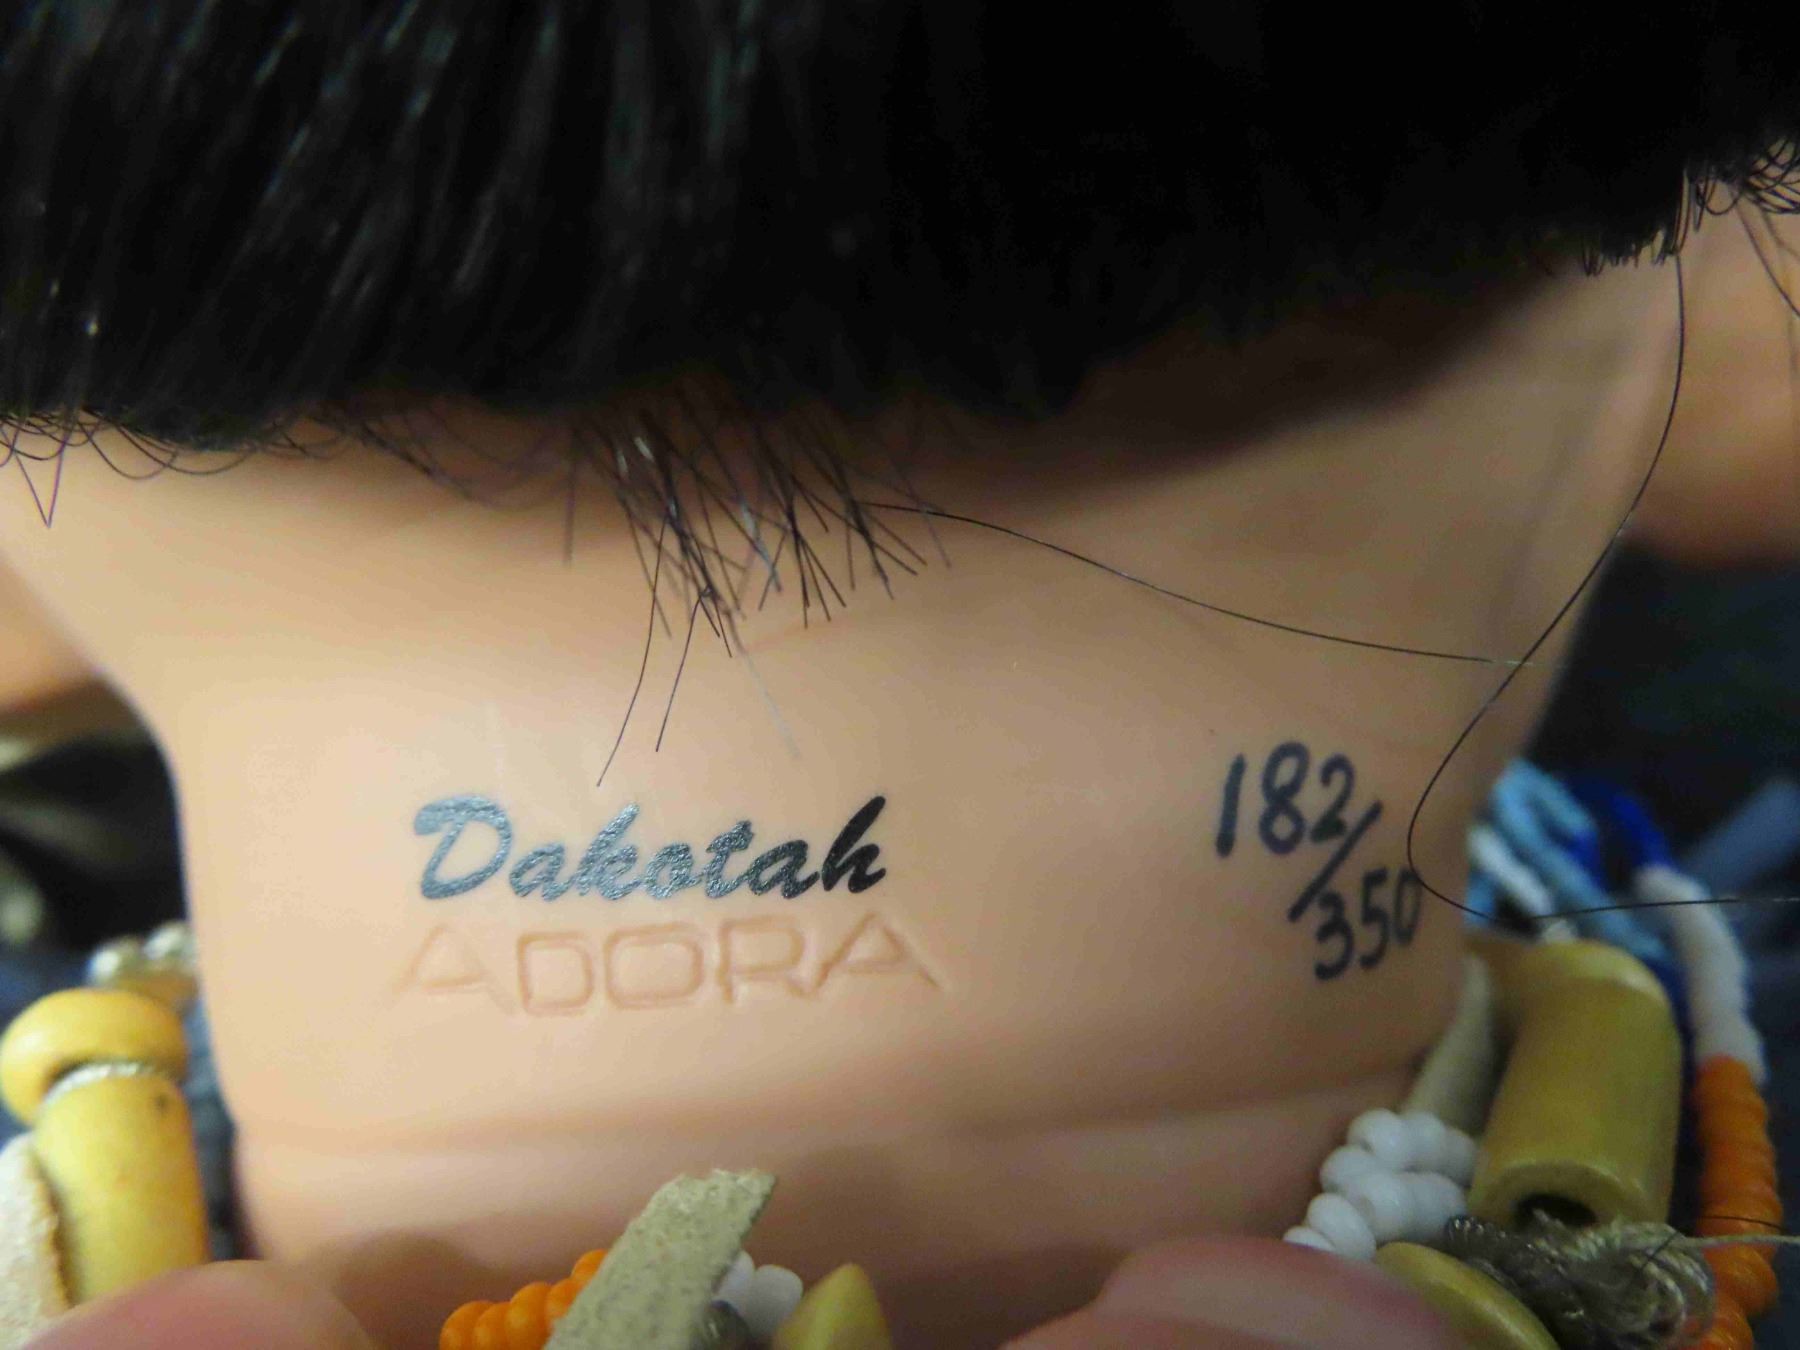 Dakotah
ADORA
182/
350